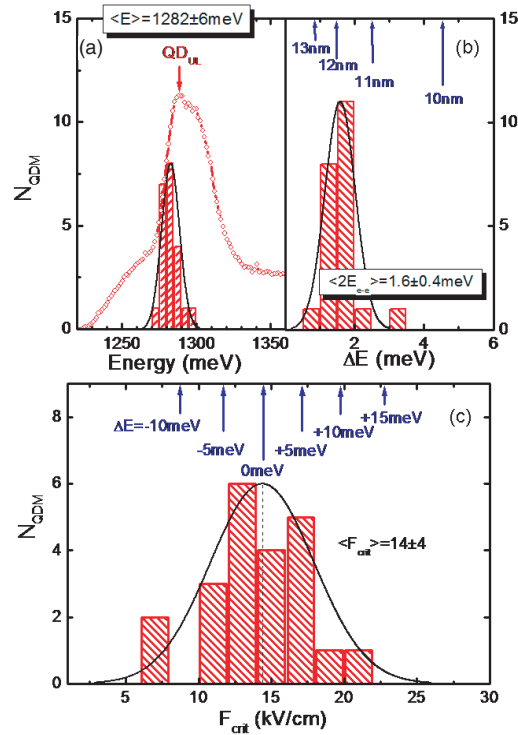 <E>=1282±6meV
(a)
QD_UL
15
10
5
0
N_QDM
1250
1300
1350
Energy (meV)
13nm
12nm
11nm
10nm
(b)
15
10
5
0
<2E_e-e>=1.6±0.4meV
2
4
6
ΔE (meV)
(c)
ΔE=-10meV
-5meV
0meV
+5meV
+10meV
+15meV
8
6
4
2
0
N_QDM
<F_crit>=14±4
5
10
15
20
25
30
F_crit (kV/cm)